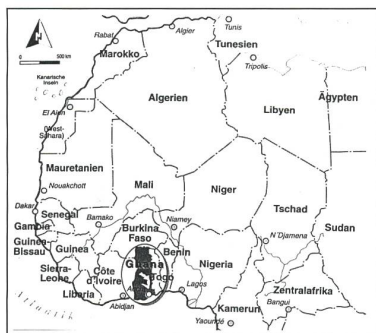 Tunis
Algier
Rabat
Tunesien
Marokko
Tripolis
0 500 km
Kanarische
Inseln
Algerien
Libyen
Ägypten
El Aiún
(West-
Sahara)
Mauretanien
Nouakchott
Mali
Niger
Tschad
Dakar
Senegal
Bamako
Niamey
Sudan
Gambia
Burkina
Faso
N'Djamena
Guinea-
Bissau
Guinea
Benin
Ghana
Nigeria
Sierra-
Leone
Côte
d'Ivoire
Togo
Zentralafrika
Liberia
Lagos
Abidjan
Kamerun
Bangui
Yaoundé
Atlantik